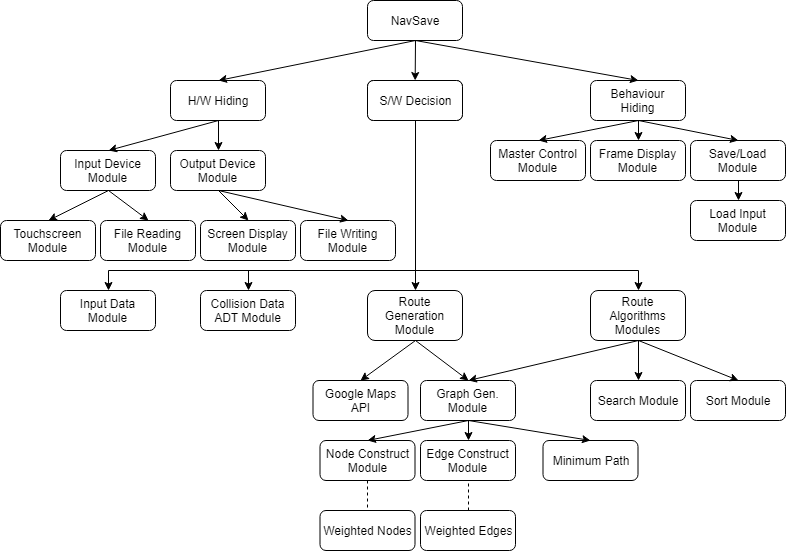 NavSave
H/W Hiding
S/W Decision
Behaviour
Hiding
Input Device
Module
Output Device
Module
Master Control
Module
Frame Display
Module
Save/Load
Module
Touchscreen
Module
File Reading
Module
Screen Display
Module
File Writing
Module
Load Input
Module
Input Data
Module
Collision Data
ADT Module
Route
Generation
Module
Route
Algorithms
Modules
Google Maps
API
Graph Gen.
Module
Search Module
Sort Module
Node Construct
Module
Edge Construct
Module
Minimum Path
Weighted Nodes
Weighted Edges